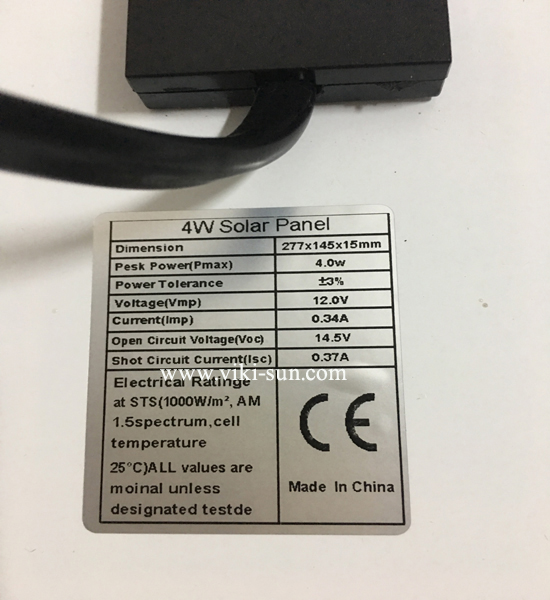 4W Solar Panel
Dimension 277x145x15mm
Pesk Power(Pmax) 4.0w
Power Tolerance ±3%
Voltage(Vmp) 12.0V
Current(Imp) 0.34A
Open Circuit Voltage(Voc) 14.5V
Shot Circuit Current(Isc) 0.37A
www.viki-sun.com
Electrical Ratinge
at STS(1000W/m², AM
1.5spectrum,cell
temperature
25°C)ALL values are
moinal unless
designated testde
CE
Made In China